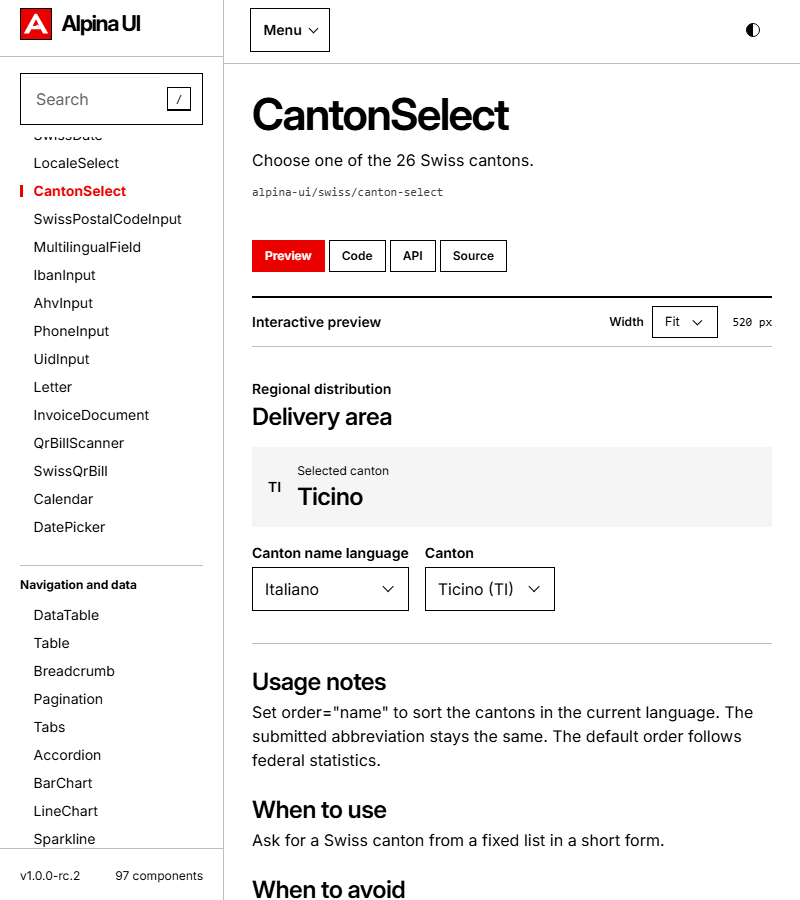 Alpina UI
Search /
SwissDate
LocaleSelect
CantonSelect
SwissPostalCodeInput
MultilingualField
IbanInput
AhvInput
PhoneInput
UidInput
Letter
InvoiceDocument
QrBillScanner
SwissQrBill
Calendar
DatePicker
Navigation and data
DataTable
Table
Breadcrumb
Pagination
Tabs
Accordion
BarChart
LineChart
Sparkline
v1.0.0-rc.2 97 components
Menu
CantonSelect
Choose one of the 26 Swiss cantons.
alpina-ui/swiss/canton-select
Preview Code API Source
Interactive preview Width Fit 520 px
Regional distribution
Delivery area
TI
Selected canton
Ticino
Canton name language Canton
Italiano Ticino (TI)
Usage notes
Set order="name" to sort the cantons in the current language. The
submitted abbreviation stays the same. The default order follows
federal statistics.
When to use
Ask for a Swiss canton from a fixed list in a short form.
When to avoid